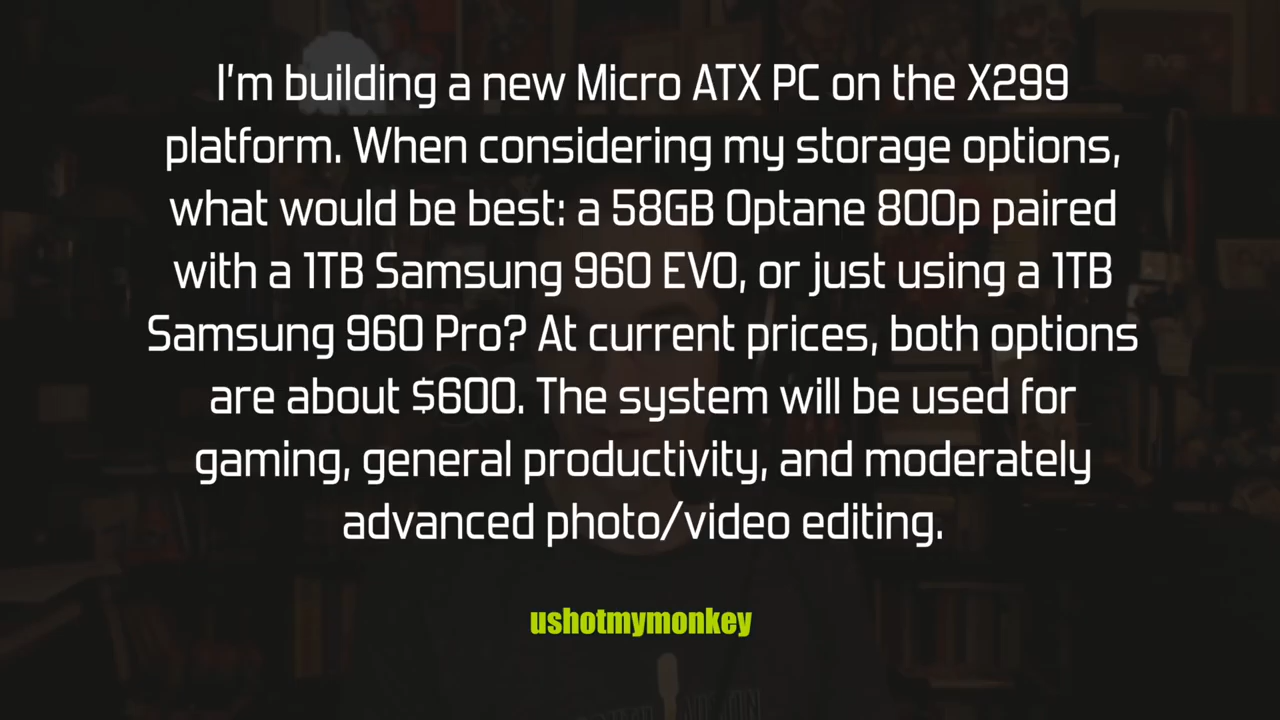 I'm building a new Micro ATX PC on the X299
platform. When considering my storage options,
what would be best: a 58GB Optane 800p paired
with a 1TB Samsung 960 EVO, or just using a 1TB
Samsung 960 Pro? At current prices, both options
are about $600. The system will be used for
gaming, general productivity, and moderately
advanced photo/video editing.
ushotmymonkey